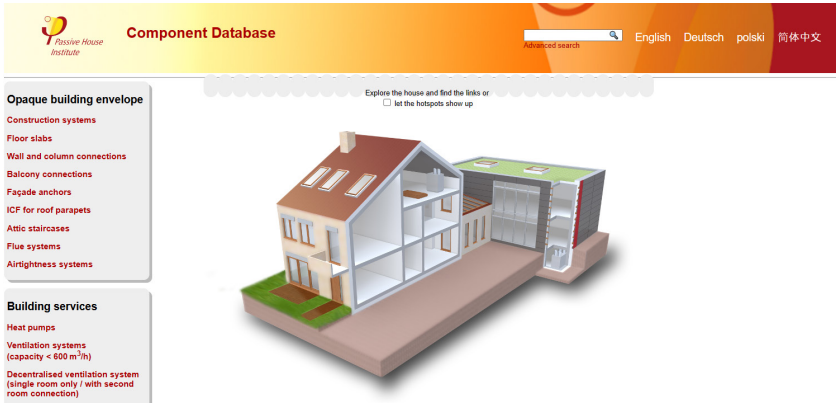 Passive House
Institute
Component Database
Advanced search
English Deutsch polski 简体中文
Explore the house and find the links or
let the hotspots show up
Opaque building envelope
Construction systems
Floor slabs
Wall and column connections
Balcony connections
Façade anchors
ICF for roof parapets
Attic staircases
Flue systems
Airtightness systems
Building services
Heat pumps
Ventilation systems
(capacity < 600 m³/h)
Decentralised ventilation system
(single room only / with second
room connection)